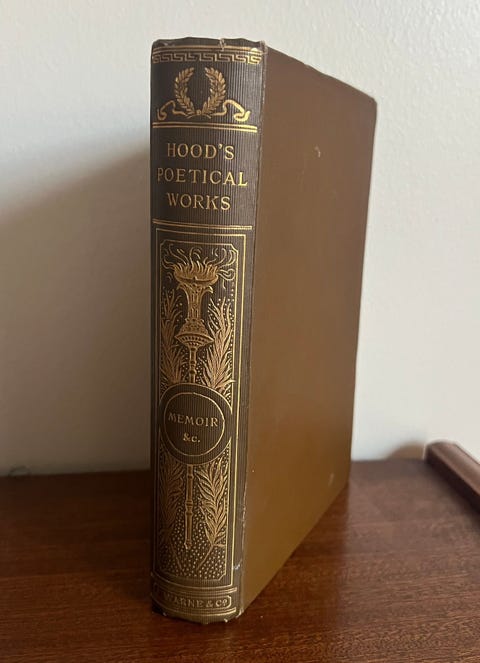 HOOD'S
POETICAL
WORKS
MEMOIR
&c.
WARNE & Co